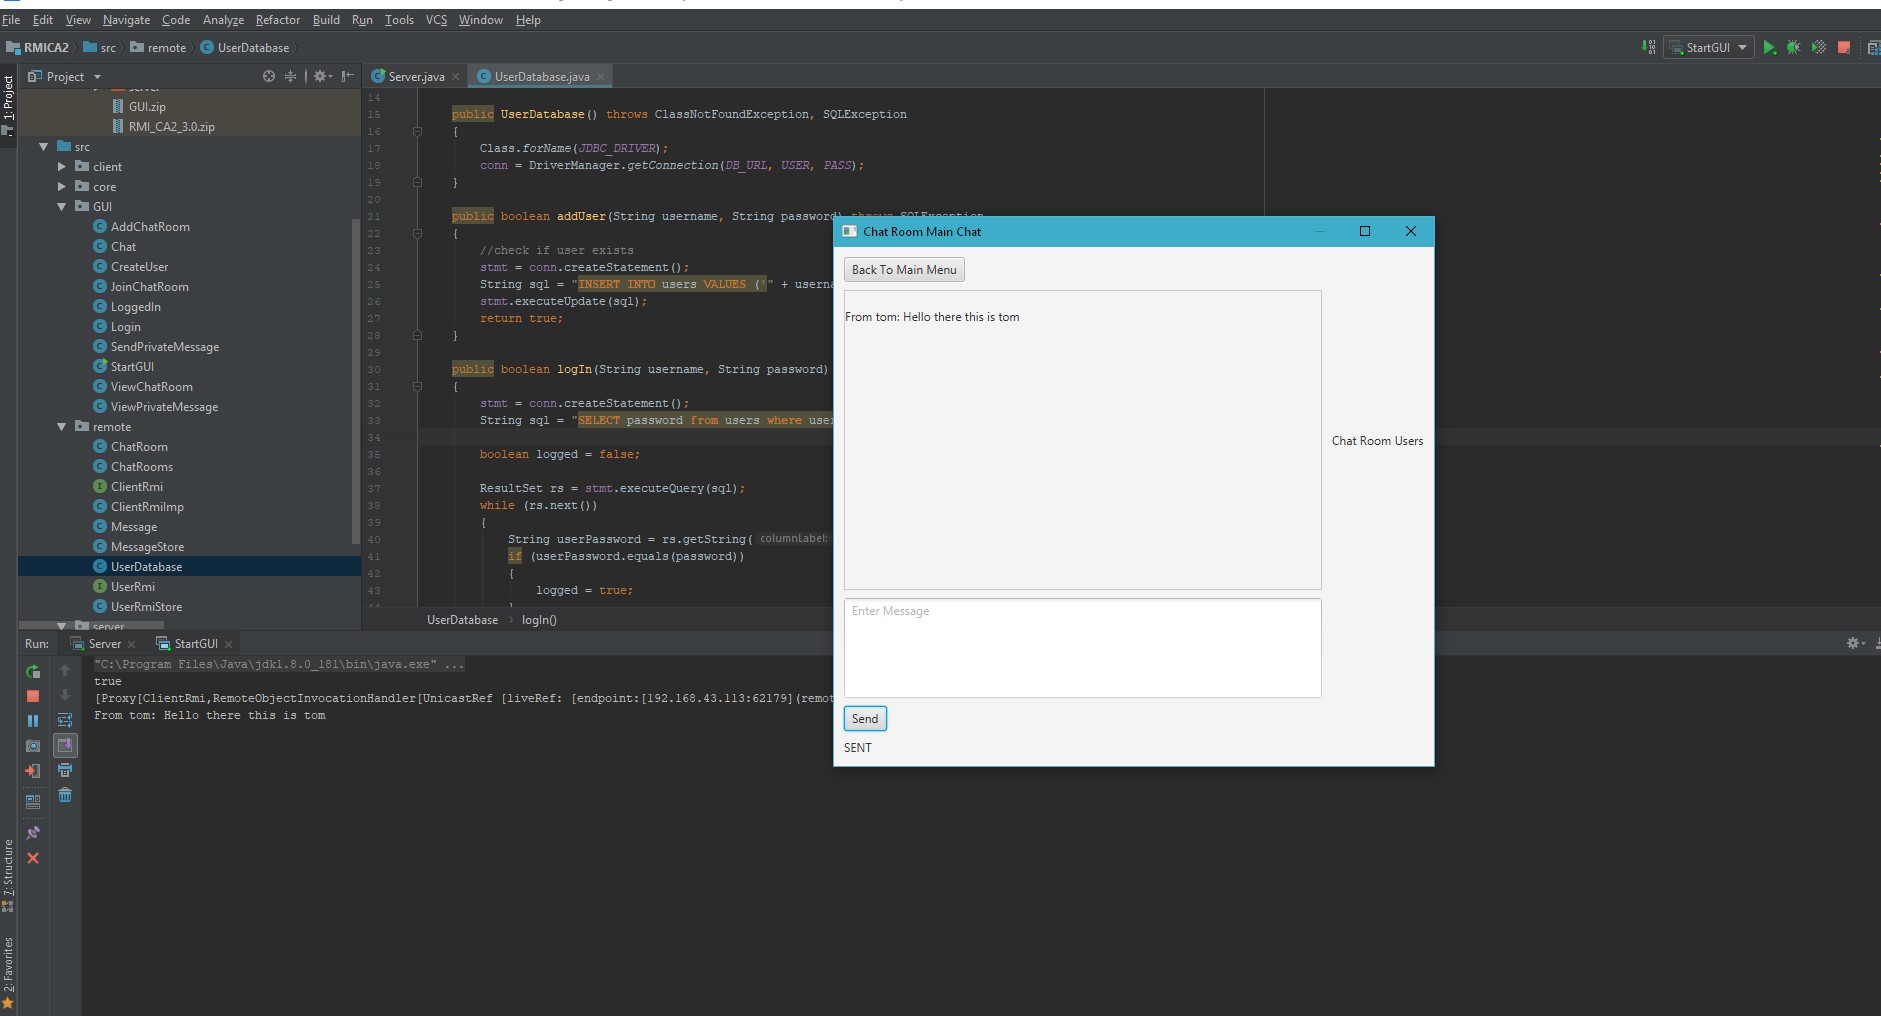 File Edit View Navigate Code Analyze Refactor Build Run Tools VCS Window Help
RMICA2 src remote UserDatabase
StartGUI
Project
Server.java
UserDatabase.java
1: Project
GUI.zip
RMI_CA2_3.0.zip
src
client
core
GUI
AddChatRoom
Chat
CreateUser
JoinChatRoom
LoggedIn
Login
SendPrivateMessage
StartGUI
ViewChatRoom
ViewPrivateMessage
remote
ChatRoom
ChatRooms
ClientRmi
ClientRmiImp
Message
MessageStore
UserDatabase
UserRmi
UserRmiStore
server
14
15 public UserDatabase() throws ClassNotFoundException, SQLException
16 {
17 Class.forName(JDBC_DRIVER);
18 conn = DriverManager.getConnection(DB_URL, USER, PASS);
19 }
20
21 public boolean addUser(String username, String password) throws SQLException
22 {
23 //check if user exists
24 stmt = conn.createStatement();
25 String sql = "INSERT INTO users VALUES ('" + userna
26 stmt.executeUpdate(sql);
27 return true;
28 }
29
30 public boolean logIn(String username, String password)
31 {
32 stmt = conn.createStatement();
33 String sql = "SELECT password from users where user
34
35 boolean logged = false;
36
37 ResultSet rs = stmt.executeQuery(sql);
38 while (rs.next())
39 {
40 String userPassword = rs.getString( columnLabel:
41 if (userPassword.equals(password))
42 {
43 logged = true;
44 }
UserDatabase logIn()
Chat Room Main Chat
Back To Main Menu
From tom: Hello there this is tom
Chat Room Users
Enter Message
Send
SENT
Run: Server StartGUI
"C:\Program Files\Java\jdk1.8.0_181\bin\java.exe" ...
true
[Proxy[ClientRmi,RemoteObjectInvocationHandler[UnicastRef [liveRef: [endpoint:[192.168.43.113:62179](remot
From tom: Hello there this is tom
7: Structure
2: Favorites